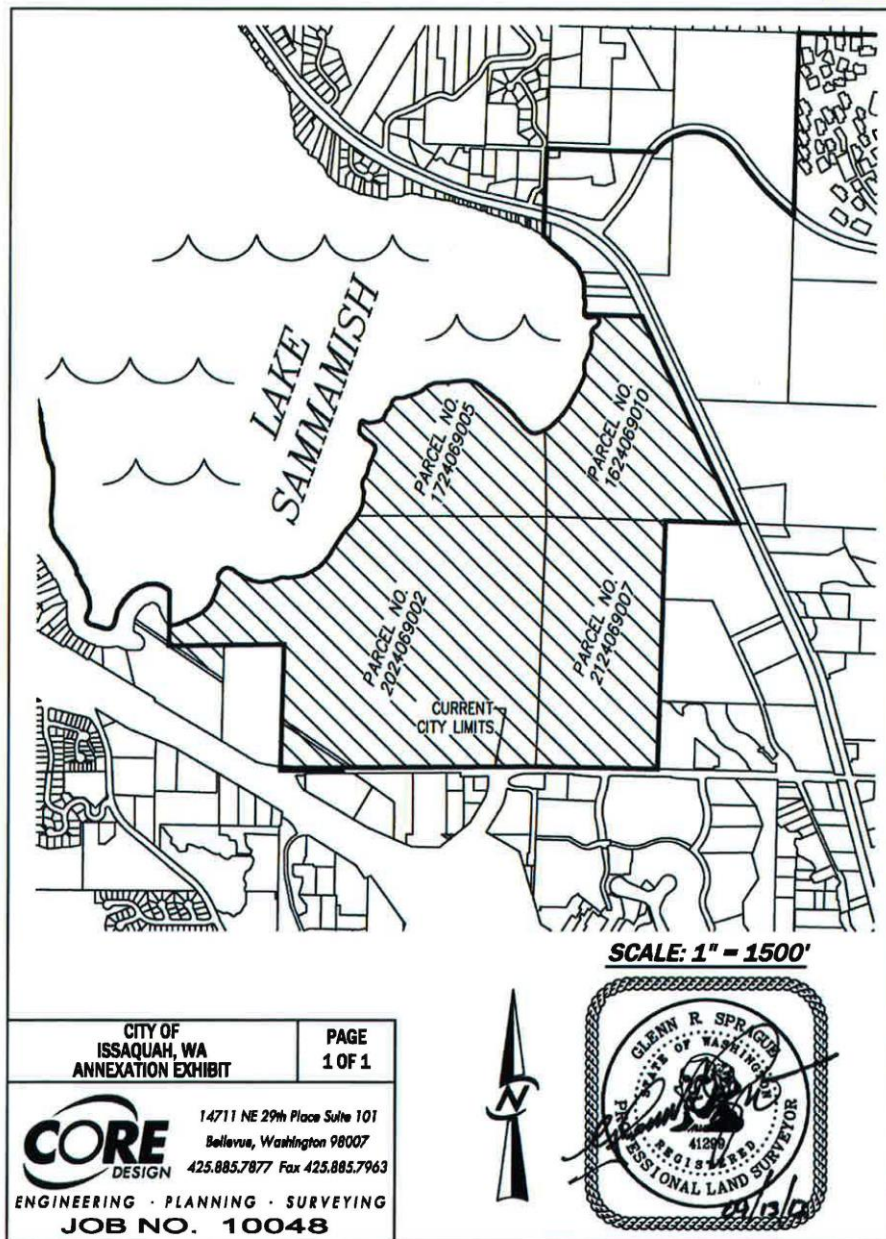 LAKE
SAMMAMISH
PARCEL NO.
1724069005
PARCEL NO.
1624069010
PARCEL NO.
2024069002
PARCEL NO.
2124069007
CURRENT
CITY LIMITS
SCALE: 1" = 1500'
CITY OF
ISSAQUAH, WA
ANNEXATION EXHIBIT
PAGE
1 OF 1
CORE
DESIGN
14711 NE 29th Place Suite 101
Bellevue, Washington 98007
425.885.7877 Fax 425.885.7963
ENGINEERING · PLANNING · SURVEYING
JOB NO. 10048
N
GLENN R. SPRAGUE
STATE OF WASHINGTON
41299
REGISTERED
PROFESSIONAL LAND SURVEYOR